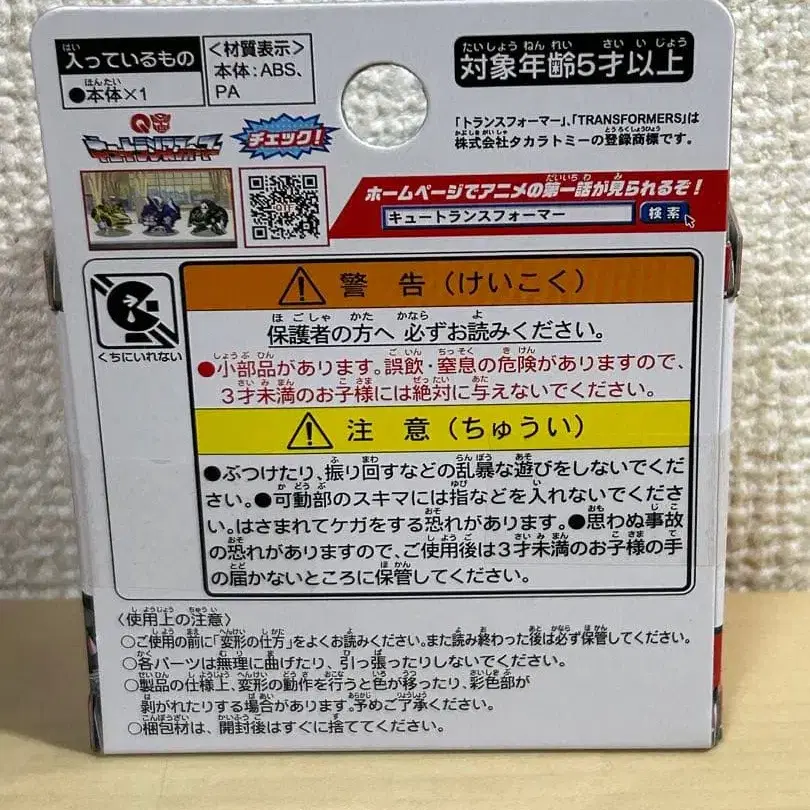 入っているもの
●本体×1
〈材質表示〉
本体:ABS、
PA
対象年齢5才以上
「トランスフォーマー」、「TRANSFORMERS」は
株式会社タカラトミーの登録商標です。
Q
キュートランスフォーマー
チェック!
ホームページでアニメの第一話が見られるぞ!
キュートランスフォーマー
検索
くちにいれない
警告(けいこく)
保護者の方へ 必ずお読みください。
●小部品があります。誤飲・窒息の危険がありますので、
3才未満のお子様には絶対に与えないでください。
注意(ちゅうい)
●ぶつけたり、振り回すなどの乱暴な遊びをしないでくだ
さい。●可動部のスキマには指などを入れないでくださ
い。はさまれてケガをする恐れがあります。●思わぬ事故
の恐れがありますので、ご使用後は3才未満のお子様の手
の届かないところに保管してください。
〈使用上の注意〉
○ご使用の前に「変形の仕方」をよくお読みください。また読み終わった後は必ず保管してください。
○各パーツは無理に曲げたり、引っ張ったりしないでください。
○製品の仕様上、変形の動作を行うと色が移ったり、彩色部が
剥がれたりする場合があります。予めご了承ください。
○梱包材は、開封後はすぐに捨ててください。